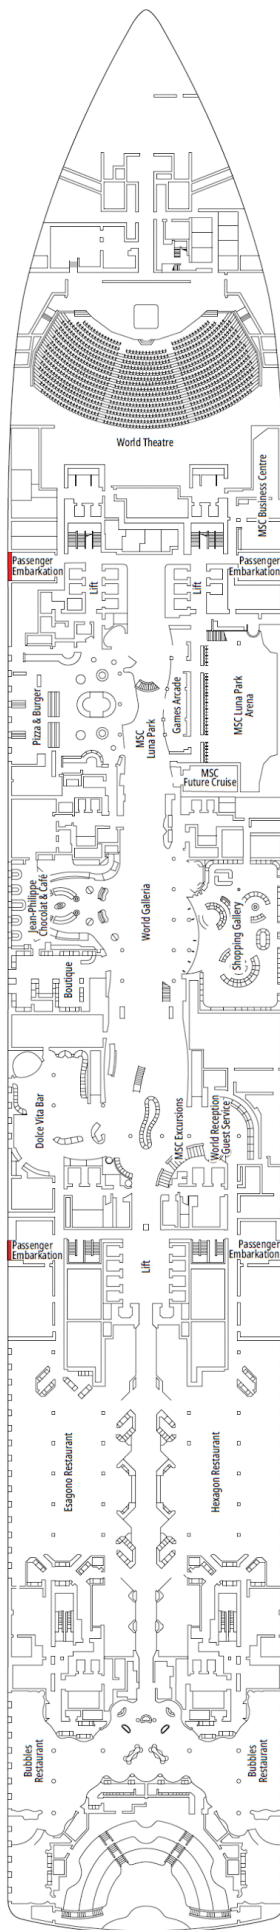 World Theatre
MSC Business Centre
Passenger
Embarkation
Passenger
Embarkation
Lift
Lift
Pizza & Burger
MSC
Luna Park
Games Arcade
MSC Luna Park
Arena
MSC
Future Cruise
Jean-Philippe
Chocolat & Café
World Galleria
Shopping Gallery
Boutique
Dolce Vita Bar
MSC Excursions
World Reception
Guest Service
Passenger
Embarkation
Lift
Passenger
Embarkation
Esagono Restaurant
Hexagon Restaurant
Bubbles
Restaurant
Bubbles
Restaurant